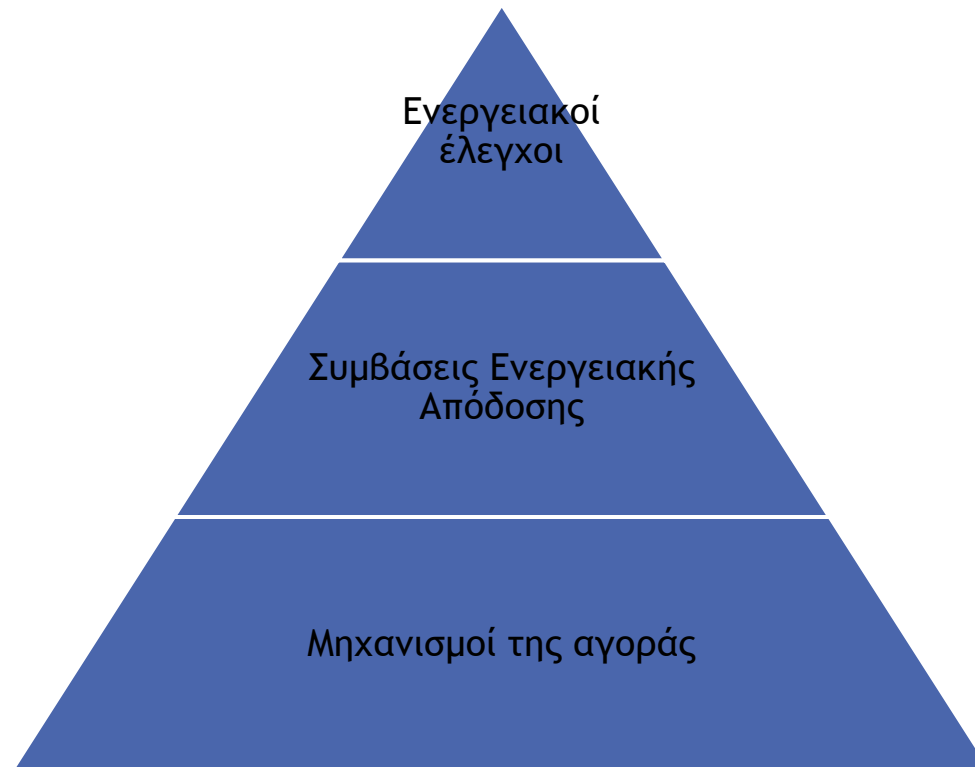 Ενεργειακοί
έλεγχοι
Συμβάσεις Ενεργειακής
Απόδοσης
Μηχανισμοί της αγοράς